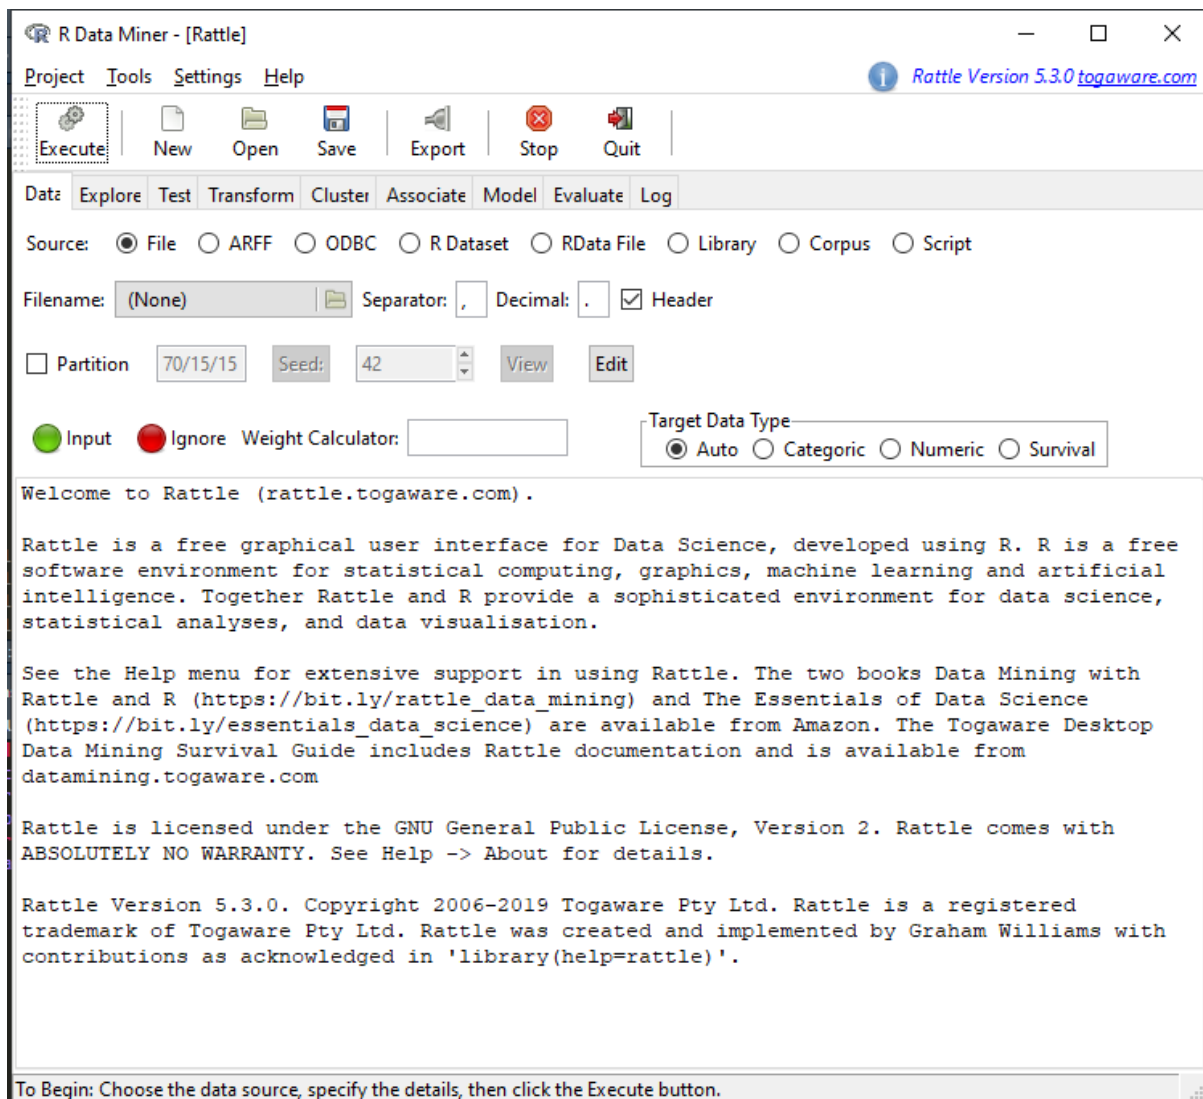 R Data Miner - [Rattle]
Project Tools Settings Help Rattle Version 5.3.0 togaware.com
Execute New Open Save Export Stop Quit
Data Explore Test Transform Cluster Associate Model Evaluate Log
Source: File ARFF ODBC R Dataset RData File Library Corpus Script
Filename: (None) Separator: , Decimal: . Header
Partition 70/15/15 Seed: 42 View Edit
Target Data Type
Input Ignore Weight Calculator: Auto Categoric Numeric Survival
Welcome to Rattle (rattle.togaware.com).
Rattle is a free graphical user interface for Data Science, developed using R. R is a free
software environment for statistical computing, graphics, machine learning and artificial
intelligence. Together Rattle and R provide a sophisticated environment for data science,
statistical analyses, and data visualisation.
See the Help menu for extensive support in using Rattle. The two books Data Mining with
Rattle and R (https://bit.ly/rattle_data_mining) and The Essentials of Data Science
(https://bit.ly/essentials_data_science) are available from Amazon. The Togaware Desktop
Data Mining Survival Guide includes Rattle documentation and is available from
datamining.togaware.com
Rattle is licensed under the GNU General Public License, Version 2. Rattle comes with
ABSOLUTELY NO WARRANTY. See Help -> About for details.
Rattle Version 5.3.0. Copyright 2006-2019 Togaware Pty Ltd. Rattle is a registered
trademark of Togaware Pty Ltd. Rattle was created and implemented by Graham Williams with
contributions as acknowledged in 'library(help=rattle)'.
To Begin: Choose the data source, specify the details, then click the Execute button.